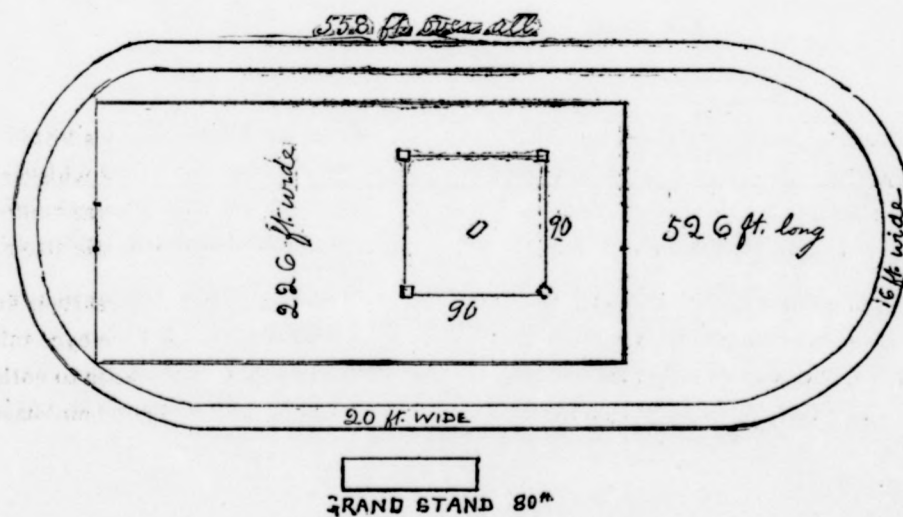 558 ft. over all
226 ft wide
90
526 ft. long
16 ft. wide
90
20 ft. WIDE
GRAND STAND 80 ft.